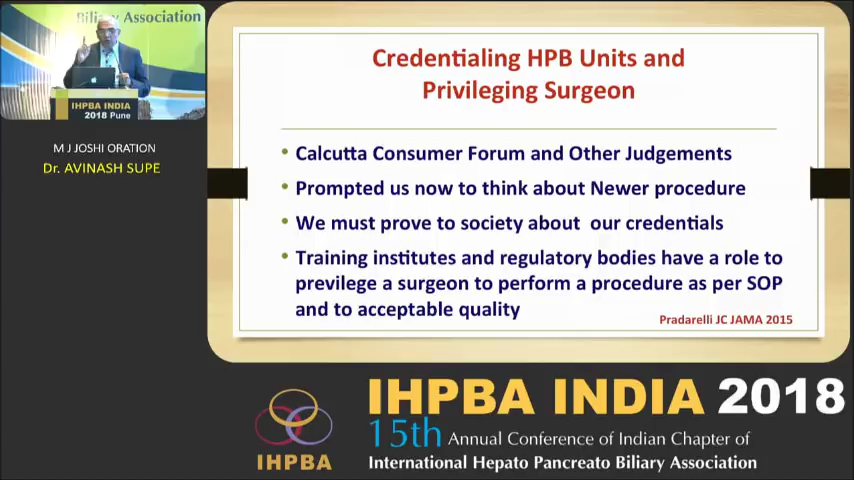 Biliary Association
IHPBA INDIA
2018 Pune
M J JOSHI ORATION
Dr. AVINASH SUPE
Credentialing HPB Units and
Privileging Surgeon
• Calcutta Consumer Forum and Other Judgements
• Prompted us now to think about Newer procedure
• We must prove to society about our credentials
• Training institutes and regulatory bodies have a role to
previlege a surgeon to perform a procedure as per SOP
and to acceptable quality
Pradarelli JC JAMA 2015
IHPBA
IHPBA INDIA 2018
15th Annual Conference of Indian Chapter of
International Hepato Pancreato Biliary Association